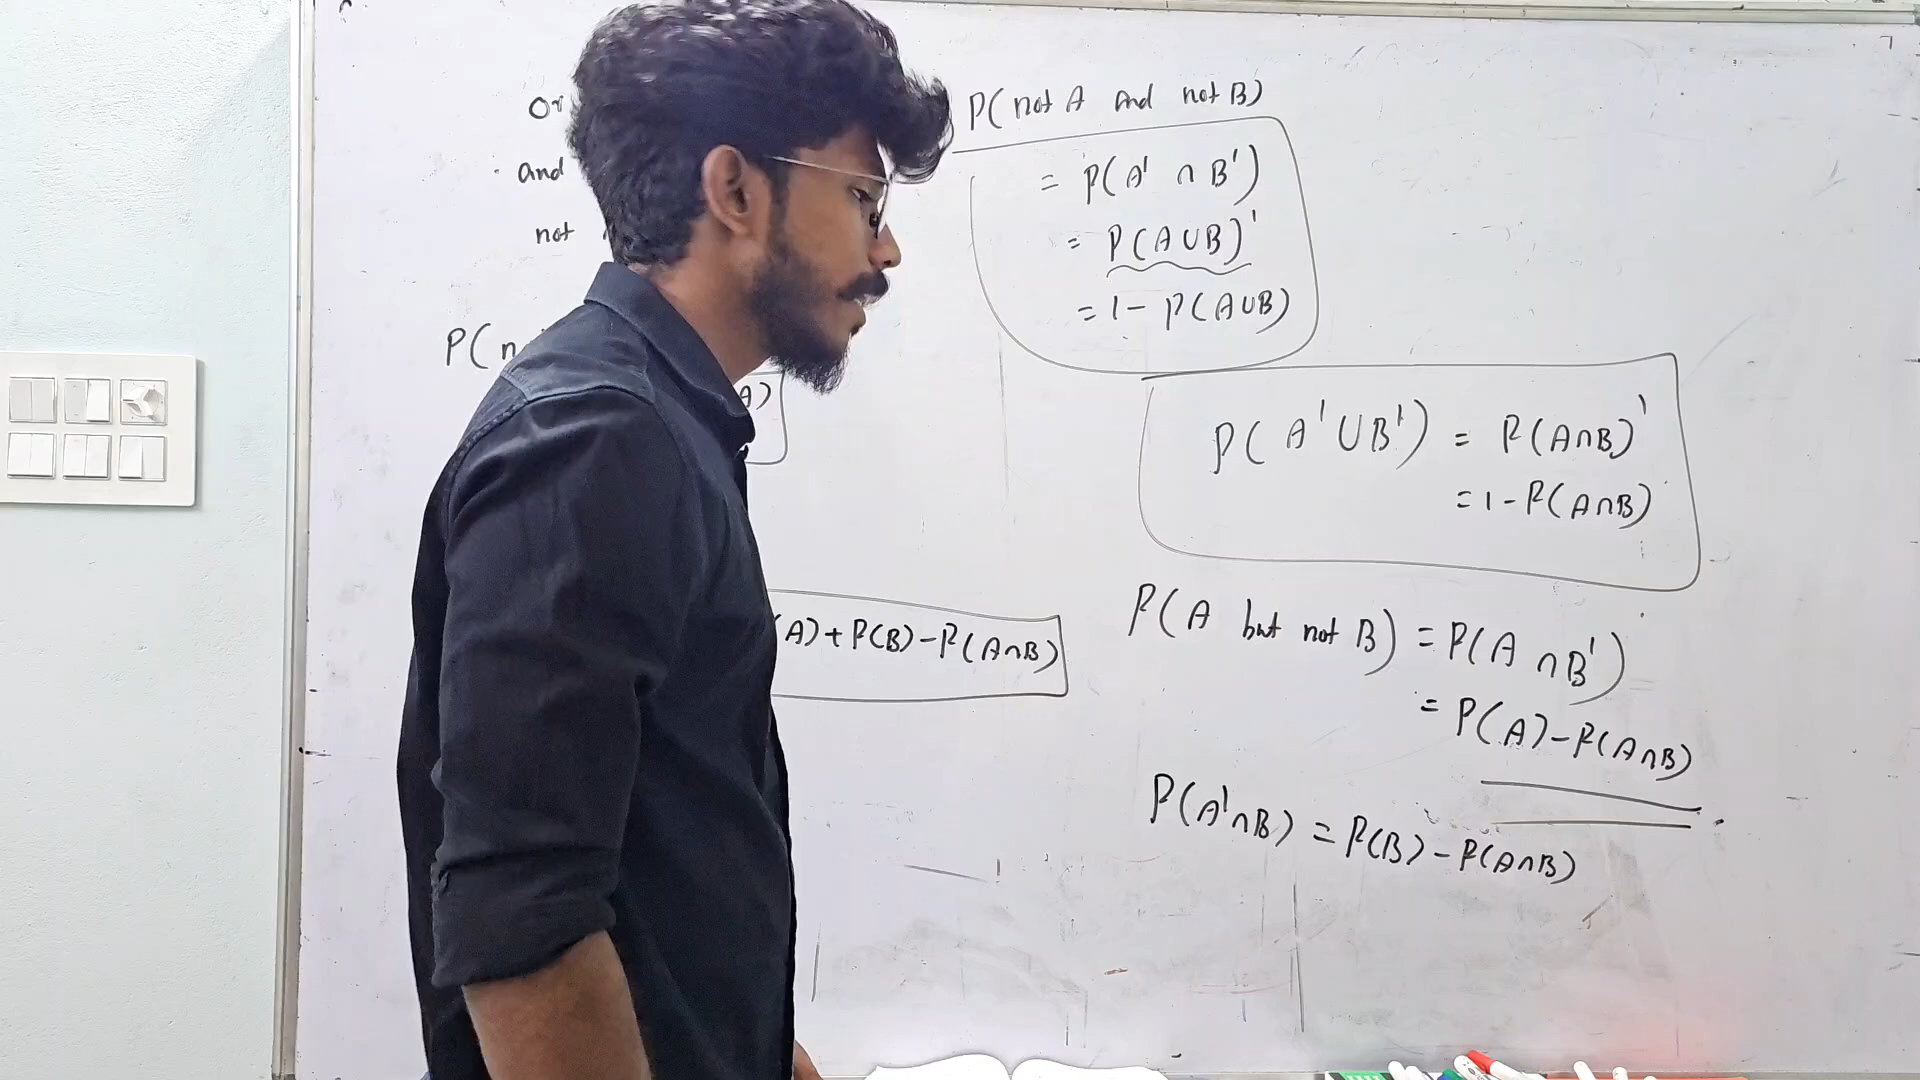 Or
and
not
P(n
A)
(A) + P(B) - P(A∩B)
P(not A and not B)
= P(A' ∩ B')
= P(A∪B)'
= 1 - P(A∪B)
P(A' ∪ B') = P(A∩B)'
= 1 - P(A∩B)
P(A but not B) = P(A ∩ B')
= P(A) - P(A∩B)
P(A'∩B) = P(B) - P(A∩B)